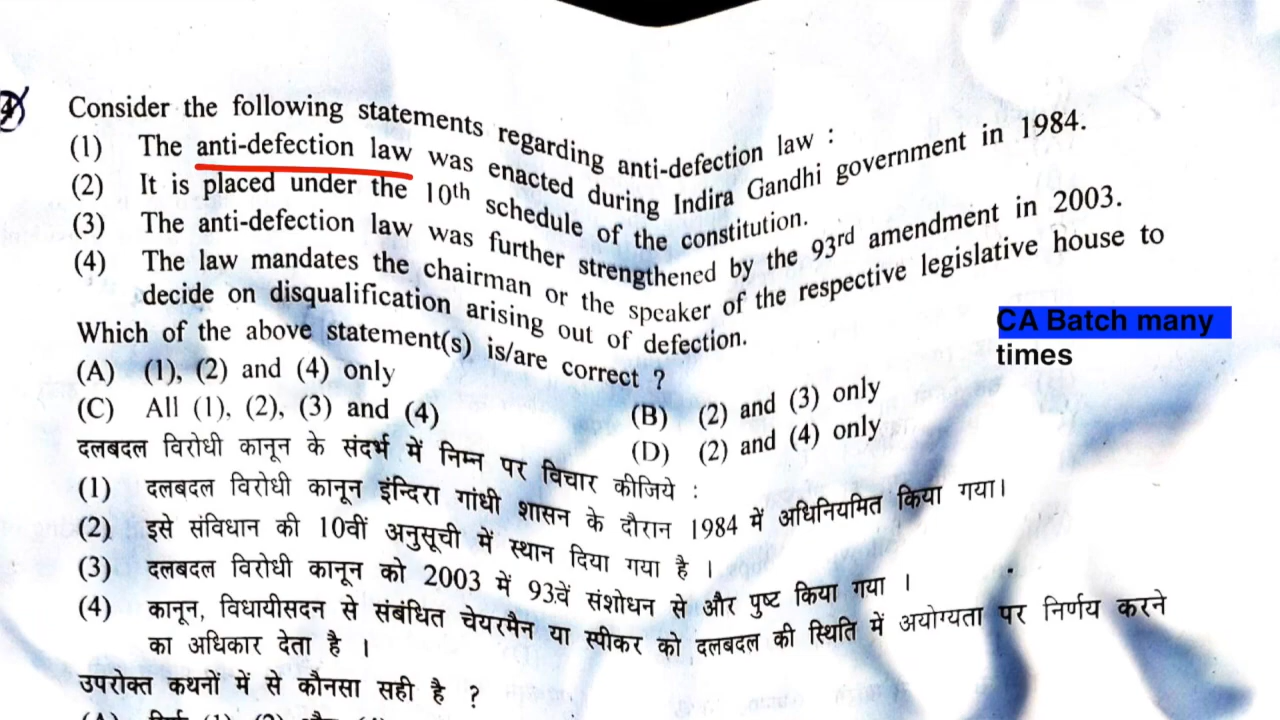 Consider the following statements regarding anti-defection law :
(1) The anti-defection law was enacted during Indira Gandhi government in 1984.
(2) It is placed under the 10th schedule of the constitution.
(3) The anti-defection law was further strengthened by the 93rd amendment in 2003.
(4) The law mandates the chairman or the speaker of the respective legislative house to
decide on disqualification arising out of defection.
Which of the above statement(s) is/are correct ?
(A) (1), (2) and (4) only
(B) (2) and (3) only
(C) All (1), (2), (3) and (4)
(D) (2) and (4) only
CA Batch many
times
दलबदल विरोधी कानून के संदर्भ में निम्न पर विचार कीजिये :
(1) दलबदल विरोधी कानून इंन्दिरा गांधी शासन के दौरान 1984 में अधिनियमित किया गया।
(2) इसे संविधान की 10वीं अनुसूची में स्थान दिया गया है ।
(3) दलबदल विरोधी कानून को 2003 में 93वें संशोधन से और पुष्ट किया गया ।
(4) कानून, विधायीसदन से संबंधित चेयरमैन या स्पीकर को दलबदल की स्थिति में अयोग्यता पर निर्णय करने
का अधिकार देता है ।
उपरोक्त कथनों में से कौनसा सही है ?